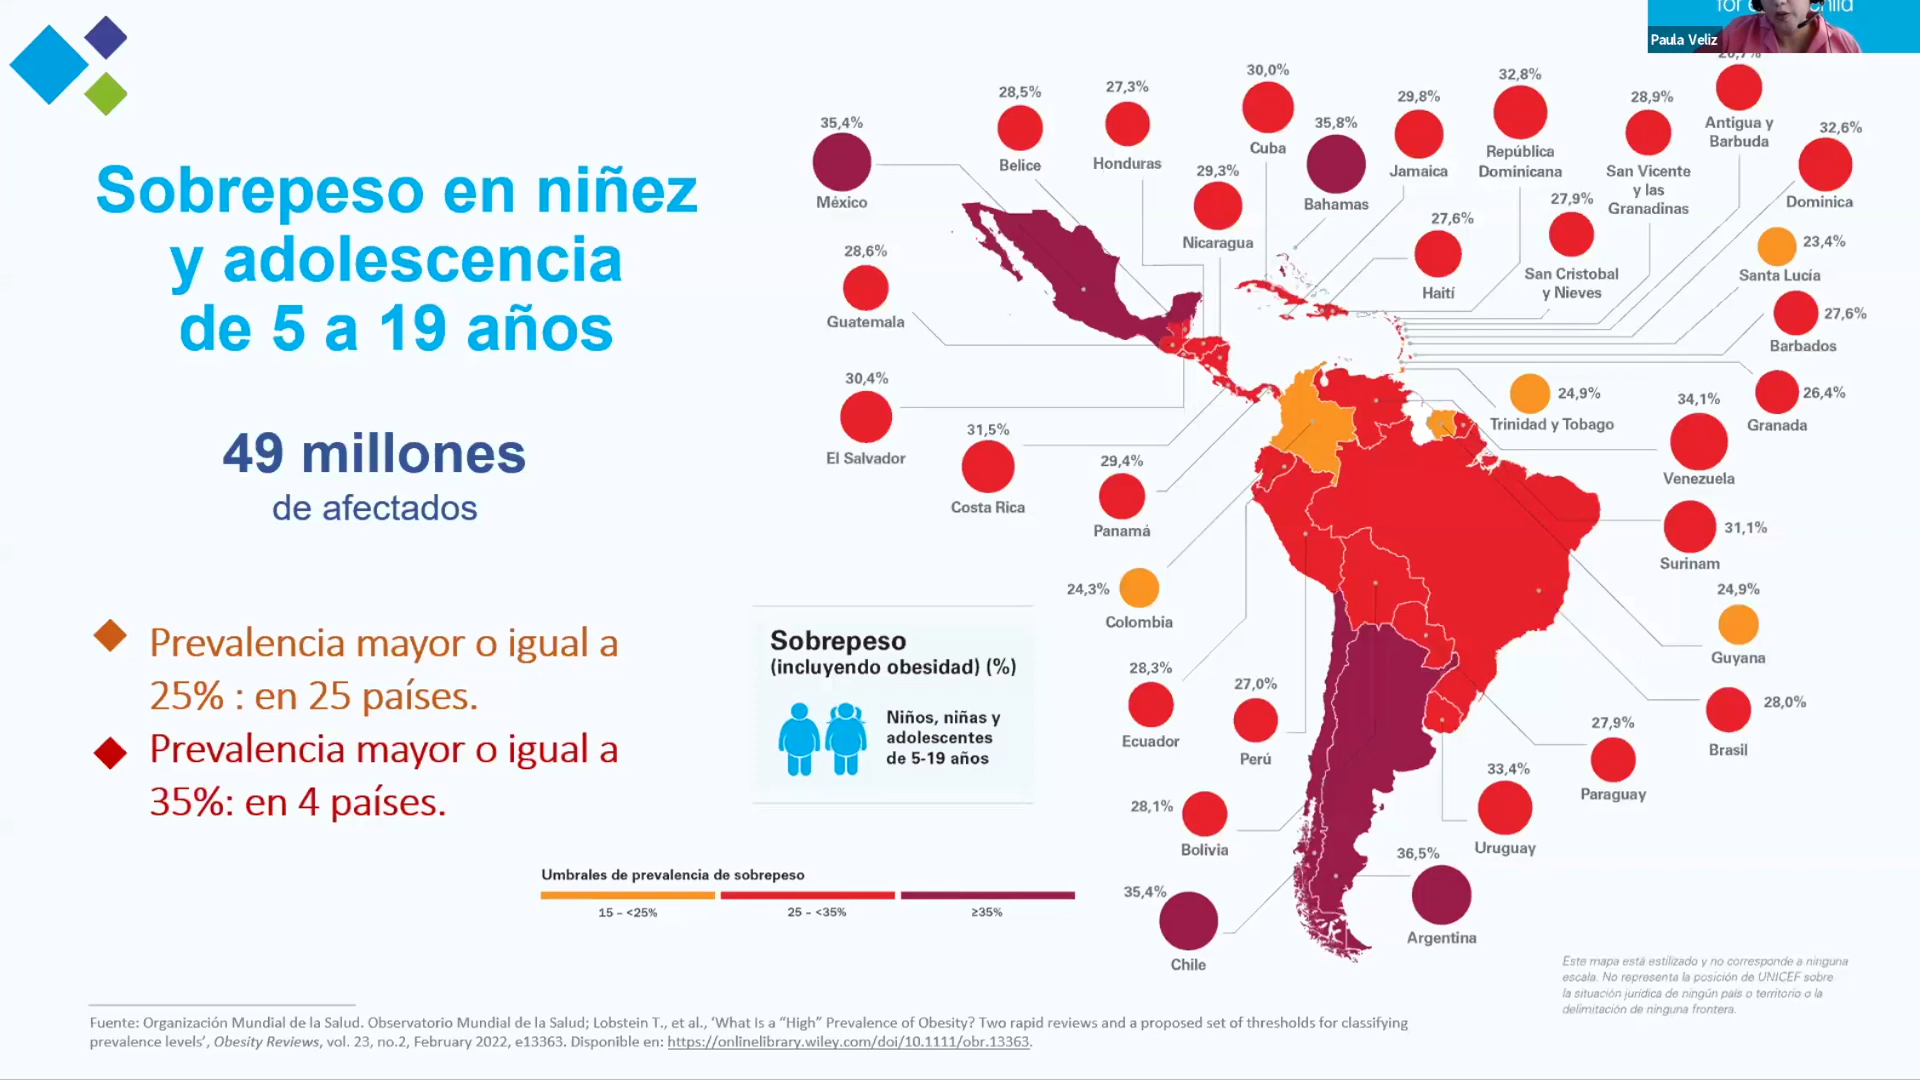 for e child
Paula Veliz
Sobrepeso en niñez
y adolescencia
de 5 a 19 años
49 millones
de afectados
Prevalencia mayor o igual a
25% : en 25 países.
Prevalencia mayor o igual a
35%: en 4 países.
35,4%
México
28,5%
Belice
27,3%
Honduras
30,0%
Cuba
29,3%
Nicaragua
35,8%
Bahamas
29,8%
Jamaica
32,8%
República
Dominicana
28,9%
San Vicente
y las
Granadinas
Antigua y
Barbuda
32,6%
Dominica
28,6%
Guatemala
27,6%
Haití
27,9%
San Cristobal
y Nieves
23,4%
Santa Lucía
27,6%
Barbados
30,4%
El Salvador
31,5%
Costa Rica
29,4%
Panamá
24,9%
Trinidad y Tobago
26,4%
Granada
34,1%
Venezuela
31,1%
Surinam
24,3%
Colombia
24,9%
Guyana
28,3%
Ecuador
27,0%
Perú
28,0%
Brasil
27,9%
Paraguay
28,1%
Bolivia
33,4%
Uruguay
35,4%
Chile
36,5%
Argentina
Sobrepeso
(incluyendo obesidad) (%)
Niños, niñas y
adolescentes
de 5-19 años
Umbrales de prevalencia de sobrepeso
15 – <25%
25 – <35%
≥35%
Este mapa está estilizado y no corresponde a ninguna
escala. No representa la posición de UNICEF sobre
la situación jurídica de ningún país o territorio o la
delimitación de ninguna frontera.
Fuente: Organización Mundial de la Salud. Observatorio Mundial de la Salud; Lobstein T., et al., ‘What Is a “High” Prevalence of Obesity? Two rapid reviews and a proposed set of thresholds for classifying
prevalence levels’, Obesity Reviews, vol. 23, no.2, February 2022, e13363. Disponible en: https://onlinelibrary.wiley.com/doi/10.1111/obr.13363.